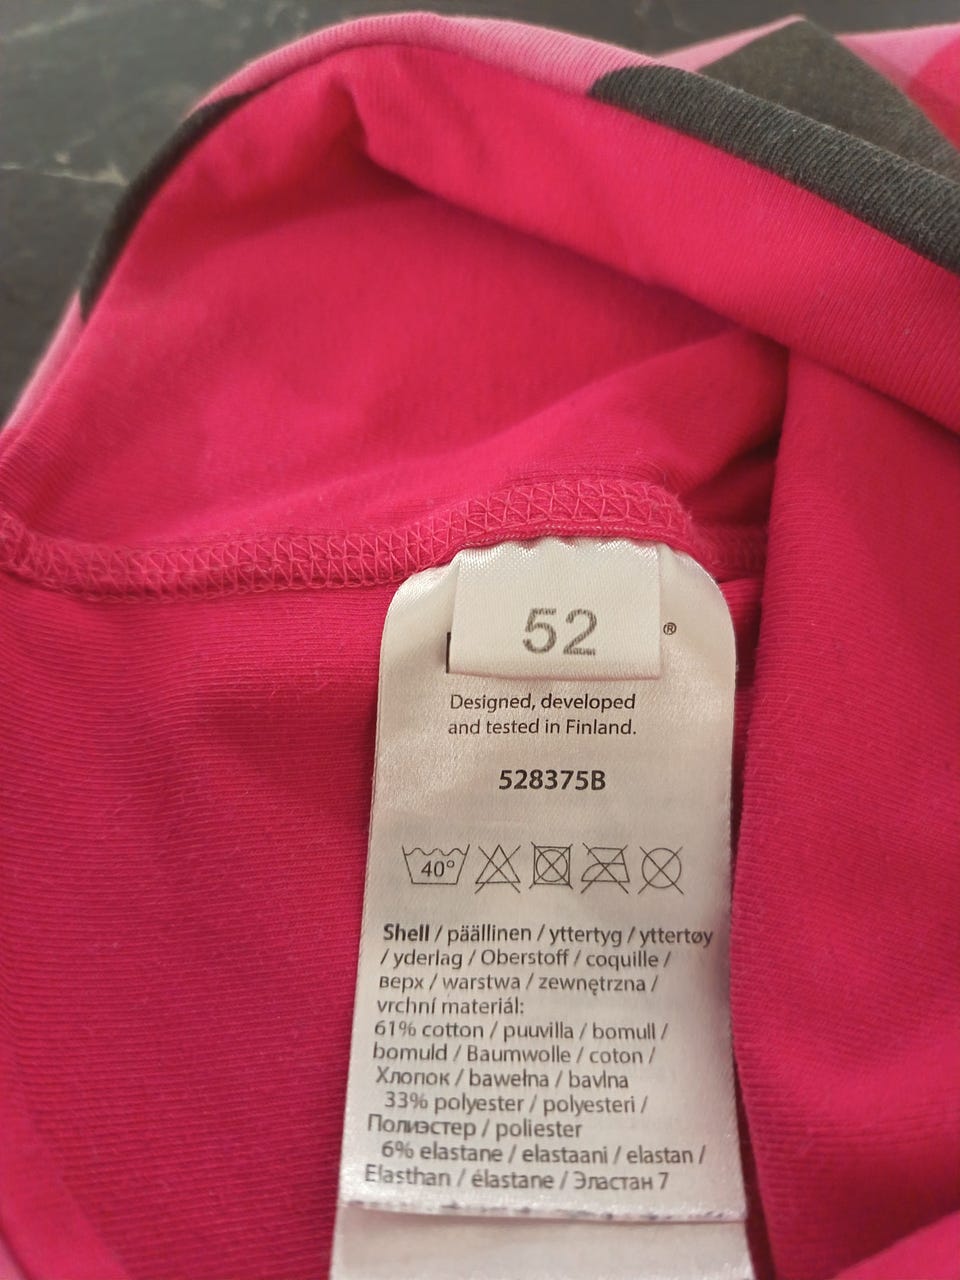 52
®
Designed, developed
and tested in Finland.
528375B
40°
Shell / päällinen / yttertyg / yttertøy
/ yderlag / Oberstoff / coquille /
верх / warstwa / zewnętrzna /
vrchní materiál:
61% cotton / puuvilla / bomull /
bomuld / Baumwolle / coton /
Хлопок / bawełna / bavlna
33% polyester / polyesteri /
Полиэстер / poliester
6% elastane / elastaani / elastan /
Elasthan / élastane / Эластан 7